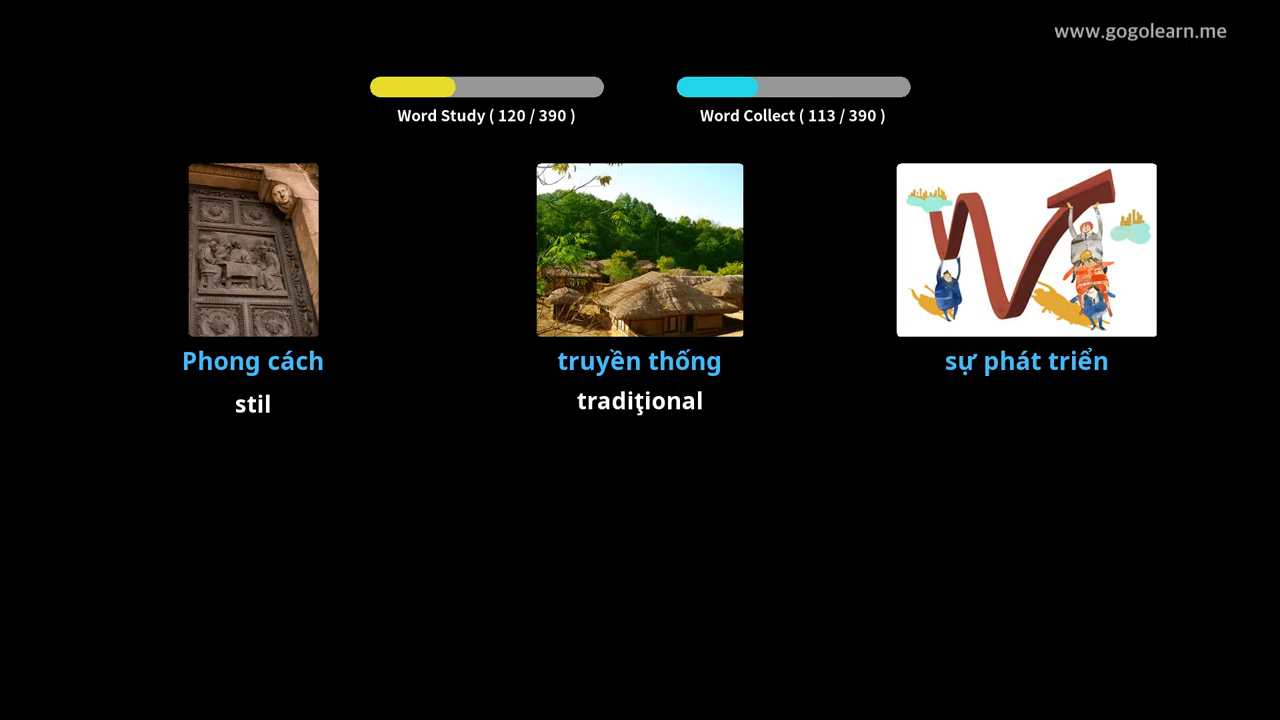 www.gogolearn.me
Word Study ( 120 / 390 )
Word Collect ( 113 / 390 )
Phong cách
truyền thống
sự phát triển
stil
tradiţional